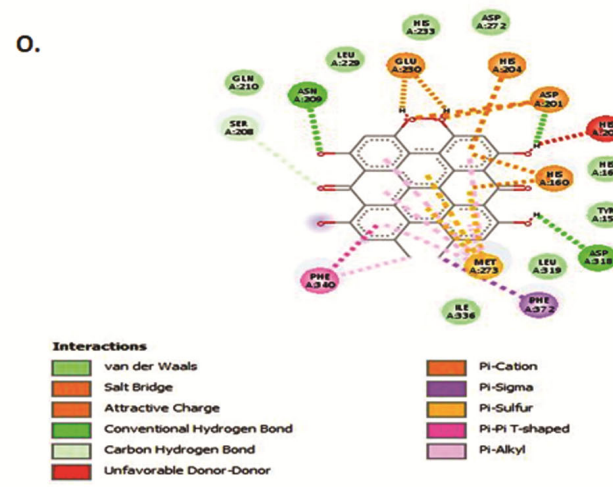 O.
HIS
A:233
ASP
A:272
LEU
A:229
GLU
A:230
HIS
A:204
GLN
A:210
ASN
A:209
ASP
A:201
SER
A:208
HIS
A:160
MET
A:273
LEU
A:319
ASP
A:318
PHE
A:340
PHE
A:372
ILE
A:336
Interactions
van der Waals
Salt Bridge
Attractive Charge
Conventional Hydrogen Bond
Carbon Hydrogen Bond
Unfavorable Donor-Donor
Pi-Cation
Pi-Sigma
Pi-Sulfur
Pi-Pi T-shaped
Pi-Alkyl